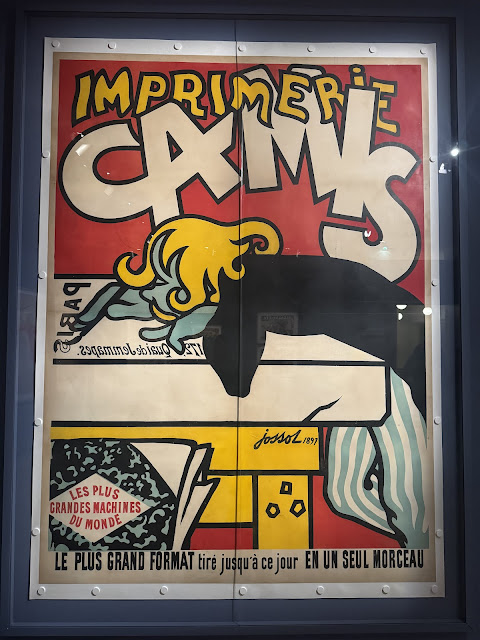 IMPRIMERIE
CAMIS
PARIS
172 Quai de Jemmapes.
Jossot 1897
LES PLUS
GRANDES MACHINES
DU MONDE
LE PLUS GRAND FORMAT tiré jusqu'à ce jour EN UN SEUL MORCEAU